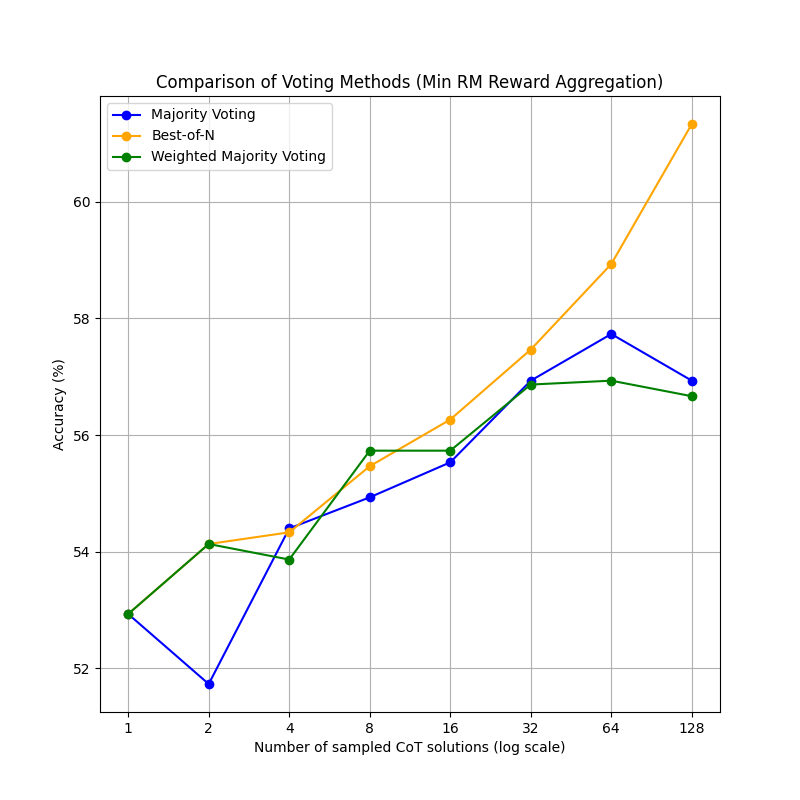 Comparison of Voting Methods (Min RM Reward Aggregation)
Majority Voting
Best-of-N
Weighted Majority Voting
Accuracy (%)
60
58
56
54
52
1 2 4 8 16 32 64 128
Number of sampled CoT solutions (log scale)